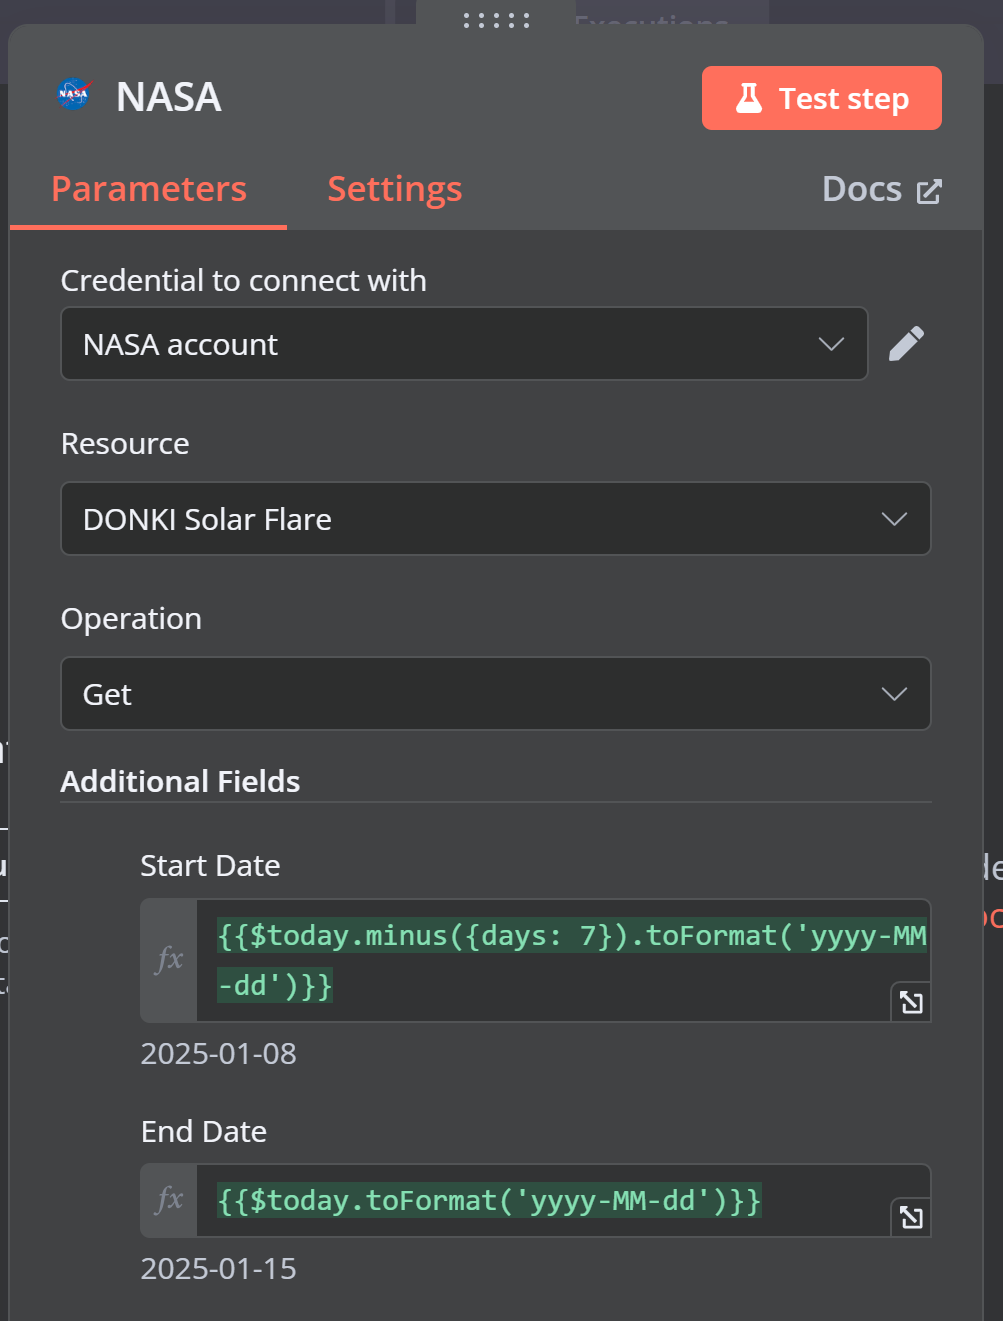 Executions
NASA
NASA
Test step
Parameters
Settings
Docs
Credential to connect with
NASA account
Resource
DONKI Solar Flare
Operation
Get
Additional Fields
Start Date
fx
{{$today.minus({days: 7}).toFormat('yyyy-MM
-dd')}}
2025-01-08
End Date
fx
{{$today.toFormat('yyyy-MM-dd')}}
2025-01-15